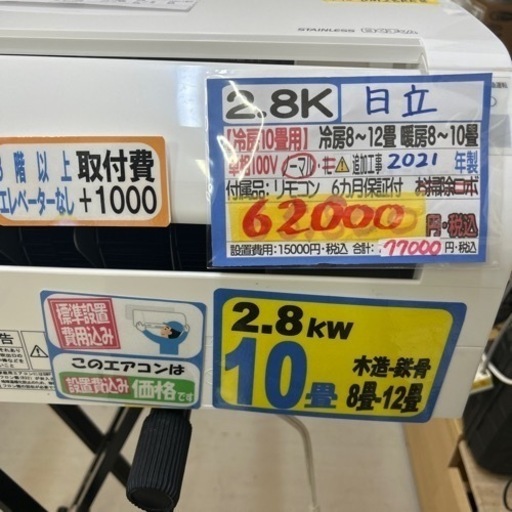 STAINLESS
2.8K 日立
【冷房10畳用】 冷房8～12畳 暖房8～10畳
単相100V ノーマル・ 追加工事 2021 年製
付属品:リモコン 6カ月保証付
62000 円・税込
設置費用:15000円・税込 合計: 77000 円・税込
階以上 取付費
エレベーターなし +1000
標準設置
費用込み
このエアコンは
設置費込み 価格です
2.8kw
10畳
木造-鉄骨
8畳-12畳